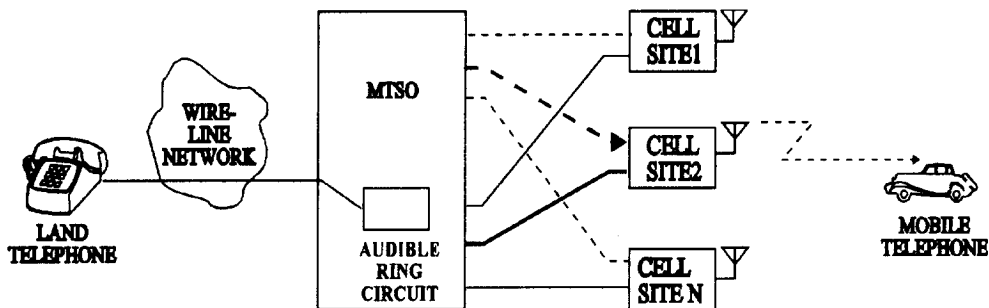 CELL
SITE1
MTSO
WIRE-
LINE
NETWORK
CELL
SITE2
LAND
TELEPHONE
MOBILE
TELEPHONE
AUDIBLE
RING
CIRCUIT
CELL
SITE N